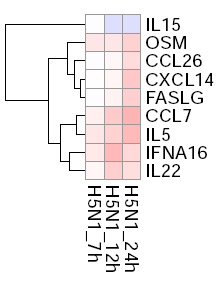 IL15
OSM
CCL26
CXCL14
FASLG
CCL7
IL5
IFNA16
IL22
H5N1_7h
H5N1_12h
H5N1_24h